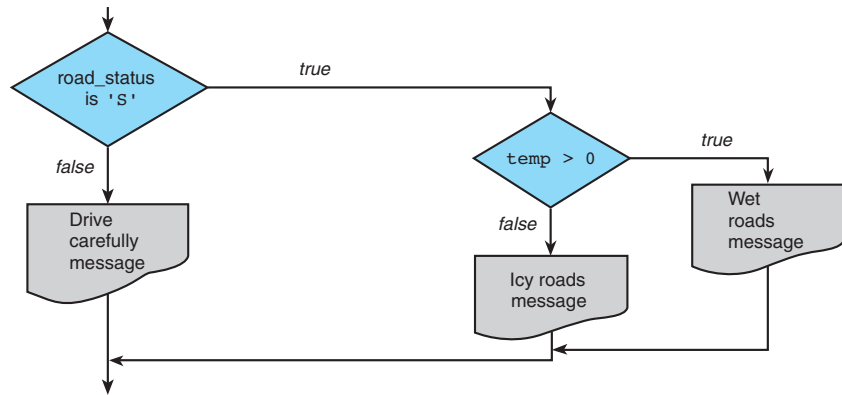 road_status
is 'S'
true
false
temp > 0
true
false
Drive
carefully
message
Wet
roads
message
Icy roads
message